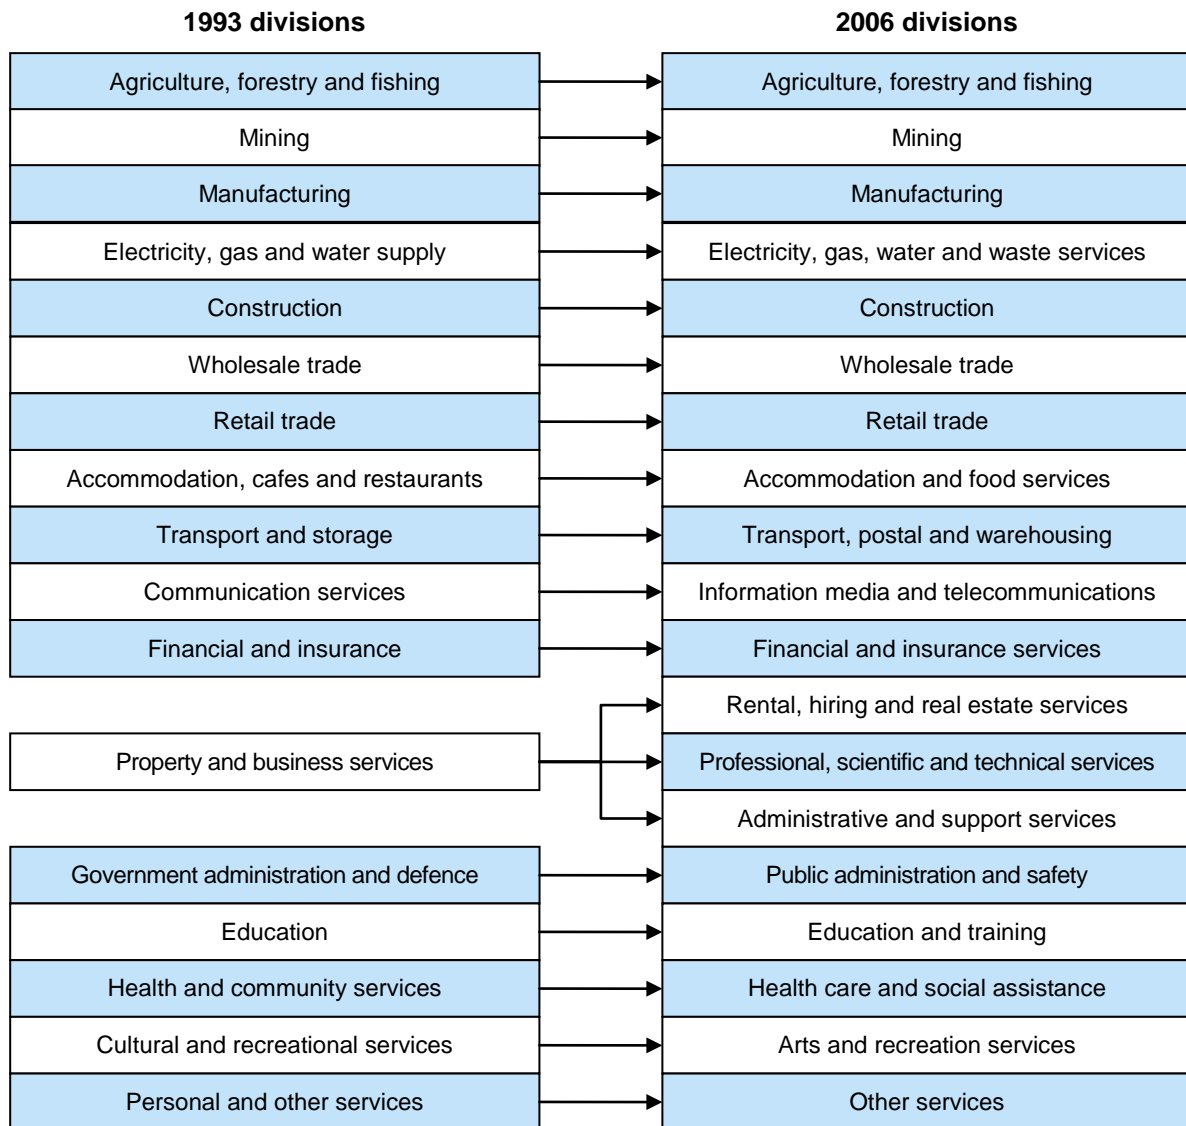 1993 divisions
2006 divisions
Agriculture, forestry and fishing
Agriculture, forestry and fishing
Mining
Mining
Manufacturing
Manufacturing
Electricity, gas and water supply
Electricity, gas, water and waste services
Construction
Construction
Wholesale trade
Wholesale trade
Retail trade
Retail trade
Accommodation, cafes and restaurants
Accommodation and food services
Transport and storage
Transport, postal and warehousing
Communication services
Information media and telecommunications
Financial and insurance
Financial and insurance services
Rental, hiring and real estate services
Property and business services
Professional, scientific and technical services
Administrative and support services
Government administration and defence
Public administration and safety
Education
Education and training
Health and community services
Health care and social assistance
Cultural and recreational services
Arts and recreation services
Personal and other services
Other services